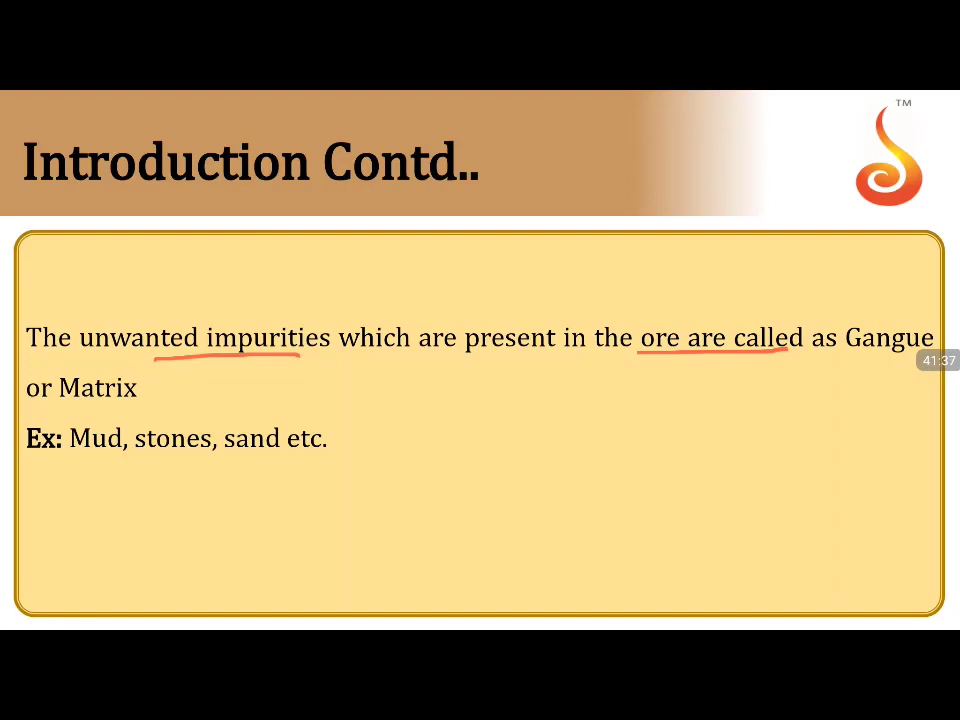 TM
Introduction Contd..
The unwanted impurities which are present in the ore are called as Gangue
41:37
or Matrix
Ex: Mud, stones, sand etc.